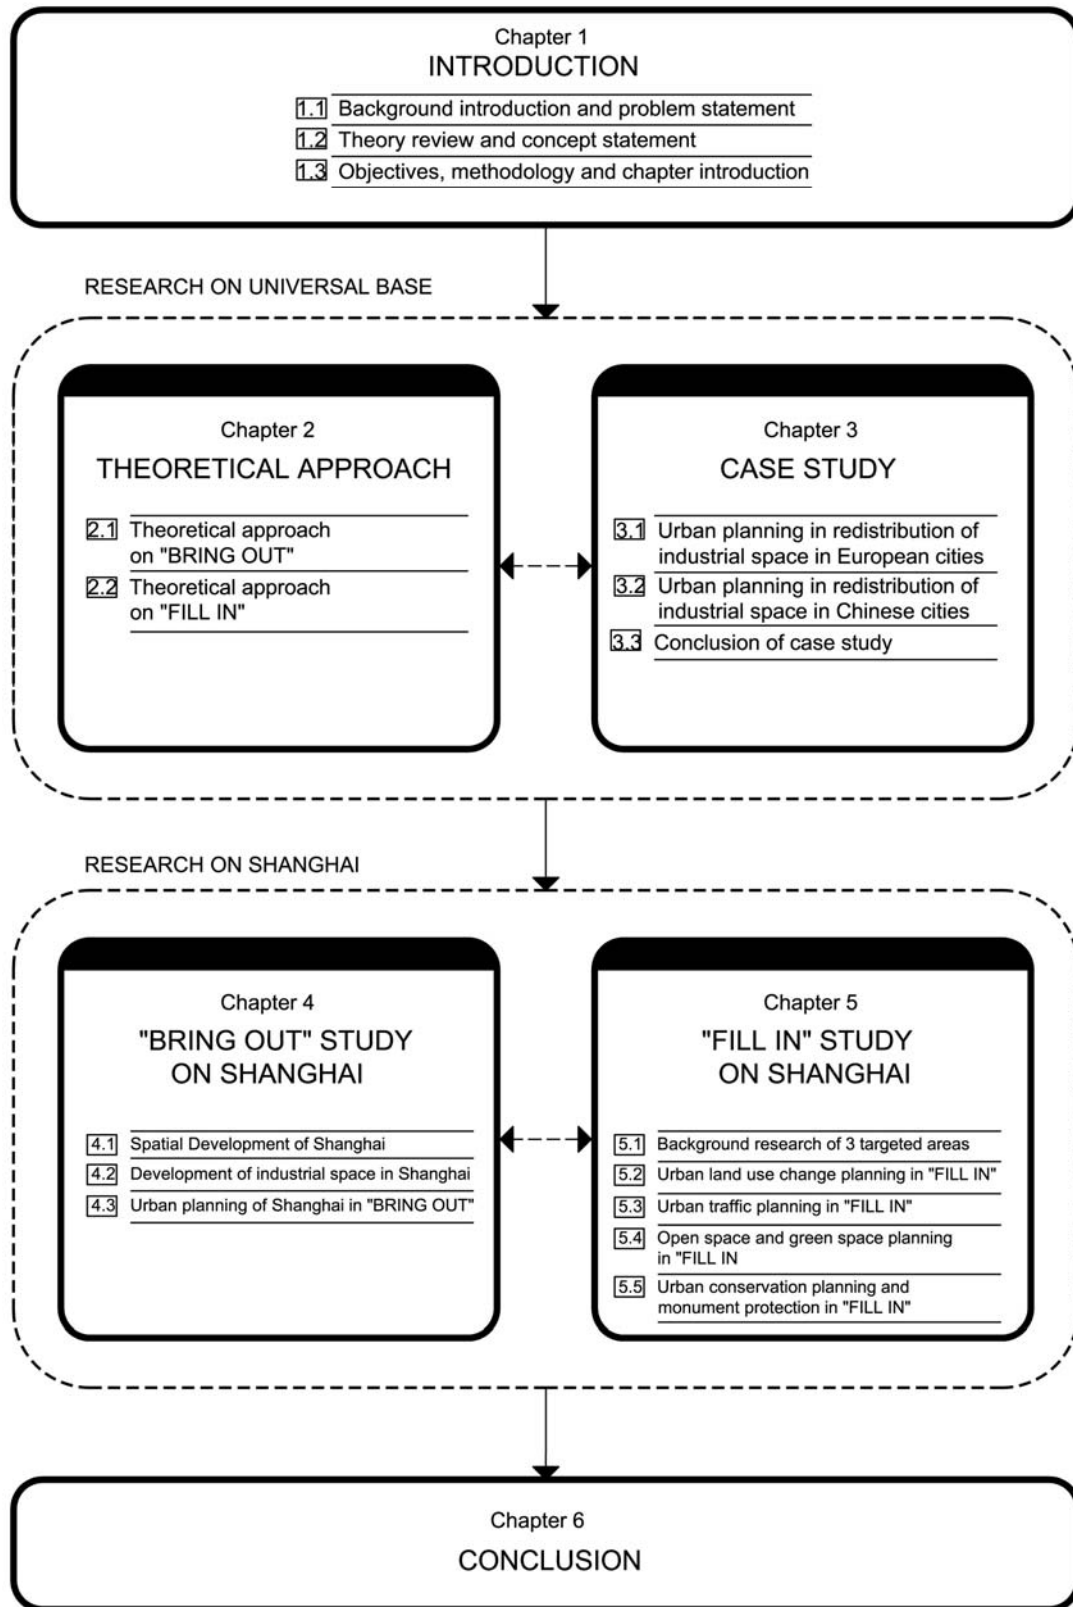 Chapter 1
INTRODUCTION
1.1 Background introduction and problem statement
1.2 Theory review and concept statement
1.3 Objectives, methodology and chapter introduction
RESEARCH ON UNIVERSAL BASE
Chapter 2
THEORETICAL APPROACH
2.1 Theoretical approach
on "BRING OUT"
2.2 Theoretical approach
on "FILL IN"
Chapter 3
CASE STUDY
3.1 Urban planning in redistribution of
industrial space in European cities
3.2 Urban planning in redistribution of
industrial space in Chinese cities
3.3 Conclusion of case study
RESEARCH ON SHANGHAI
Chapter 4
"BRING OUT" STUDY
ON SHANGHAI
4.1 Spatial Development of Shanghai
4.2 Development of industrial space in Shanghai
4.3 Urban planning of Shanghai in "BRING OUT"
Chapter 5
"FILL IN" STUDY
ON SHANGHAI
5.1 Background research of 3 targeted areas
5.2 Urban land use change planning in "FILL IN"
5.3 Urban traffic planning in "FILL IN"
5.4 Open space and green space planning
in "FILL IN
5.5 Urban conservation planning and
monument protection in "FILL IN"
Chapter 6
CONCLUSION